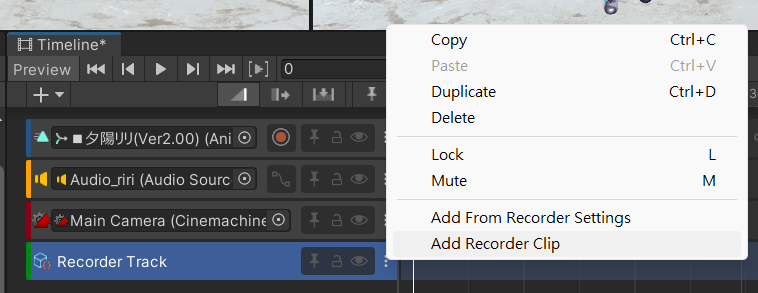 Timeline*
Preview
0
Copy Ctrl+C
Paste Ctrl+V
Duplicate Ctrl+D
Delete
Lock L
Mute M
Add From Recorder Settings
Add Recorder Clip
■夕陽リリ(Ver2.00) (Ani
Audio_riri (Audio Sourc
Main Camera (Cinemachine
Recorder Track